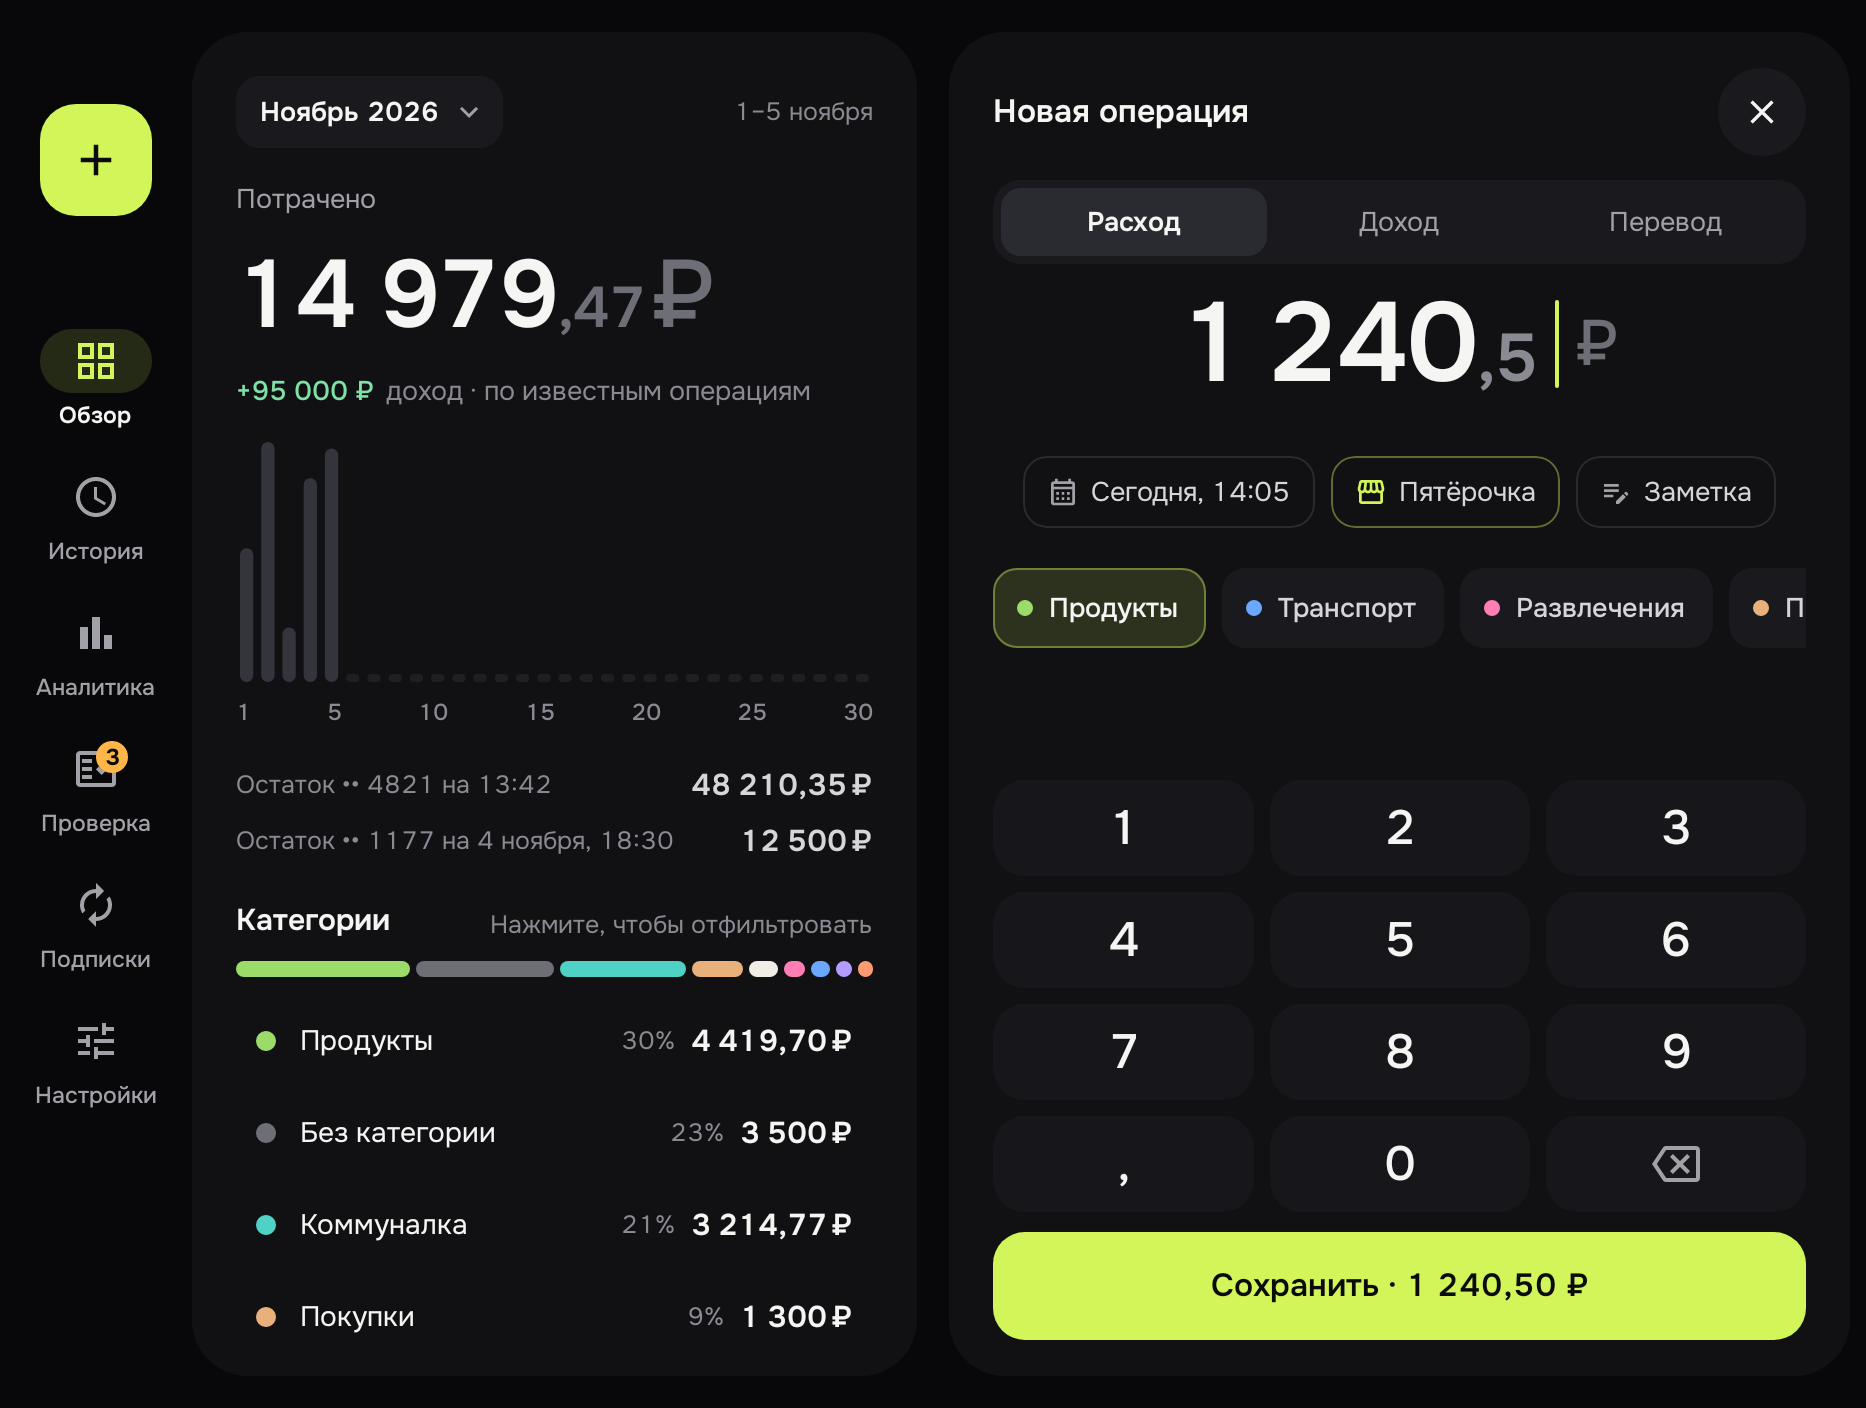 Обзор
История
Аналитика
3
Проверка
Подписки
Настройки
Ноябрь 2026
1–5 ноября
Потрачено
14 979,47 ₽
+95 000 ₽ доход · по известным операциям
1 5 10 15 20 25 30
Остаток •• 4821 на 13:42 48 210,35 ₽
Остаток •• 1177 на 4 ноября, 18:30 12 500 ₽
Категории Нажмите, чтобы отфильтровать
Продукты 30% 4 419,70 ₽
Без категории 23% 3 500 ₽
Коммуналка 21% 3 214,77 ₽
Покупки 9% 1 300 ₽
Новая операция
Расход Доход Перевод
1 240,5 ₽
Сегодня, 14:05 Пятёрочка Заметка
Продукты Транспорт Развлечения П
1 2 3
4 5 6
7 8 9
, 0
Сохранить · 1 240,50 ₽